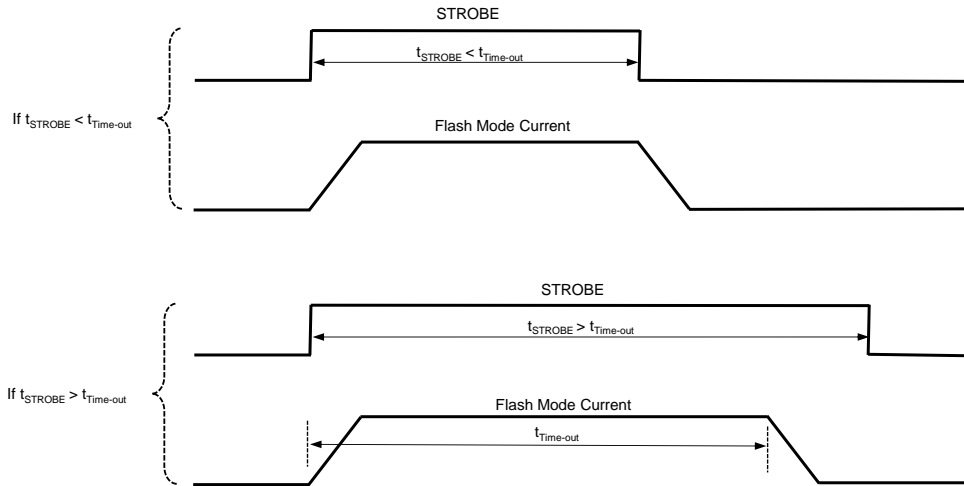 STROBE
tSTROBE < tTime-out
If tSTROBE < tTime-out
Flash Mode Current
STROBE
tSTROBE > tTime-out
If tSTROBE > tTime-out
Flash Mode Current
tTime-out